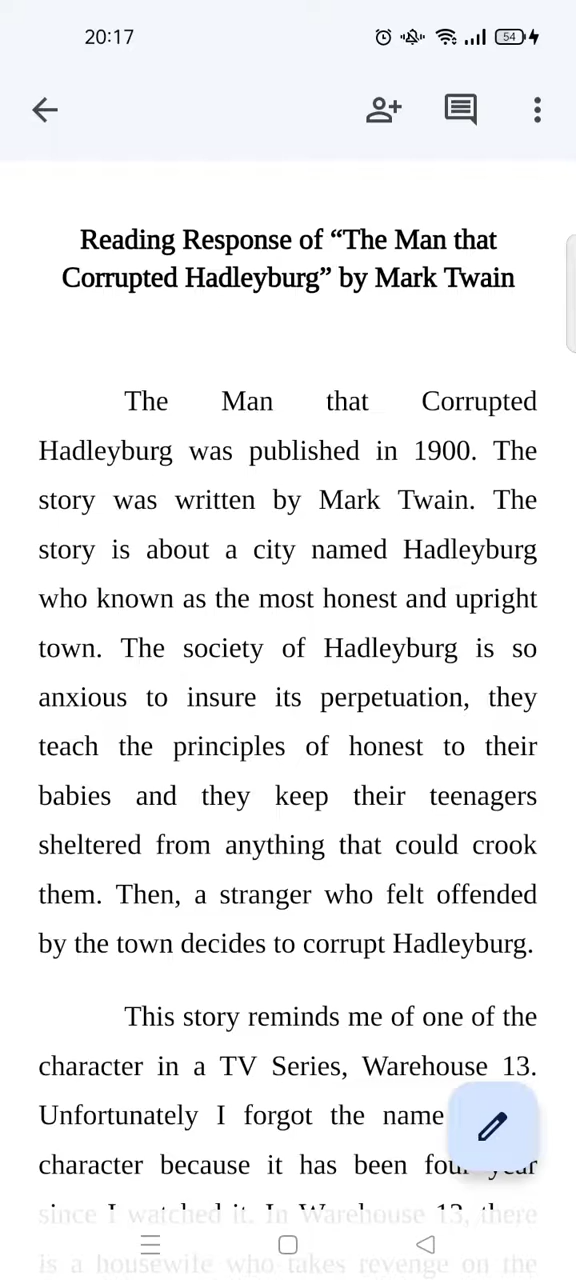 20:17
54
Reading Response of “The Man that
Corrupted Hadleyburg” by Mark Twain
The Man that Corrupted
Hadleyburg was published in 1900. The
story was written by Mark Twain. The
story is about a city named Hadleyburg
who known as the most honest and upright
town. The society of Hadleyburg is so
anxious to insure its perpetuation, they
teach the principles of honest to their
babies and they keep their teenagers
sheltered from anything that could crook
them. Then, a stranger who felt offended
by the town decides to corrupt Hadleyburg.
This story reminds me of one of the
character in a TV Series, Warehouse 13.
Unfortunately I forgot the name
character because it has been four year
since I watched it. In Warehouse 13, there
is a housewife who takes revenge on the